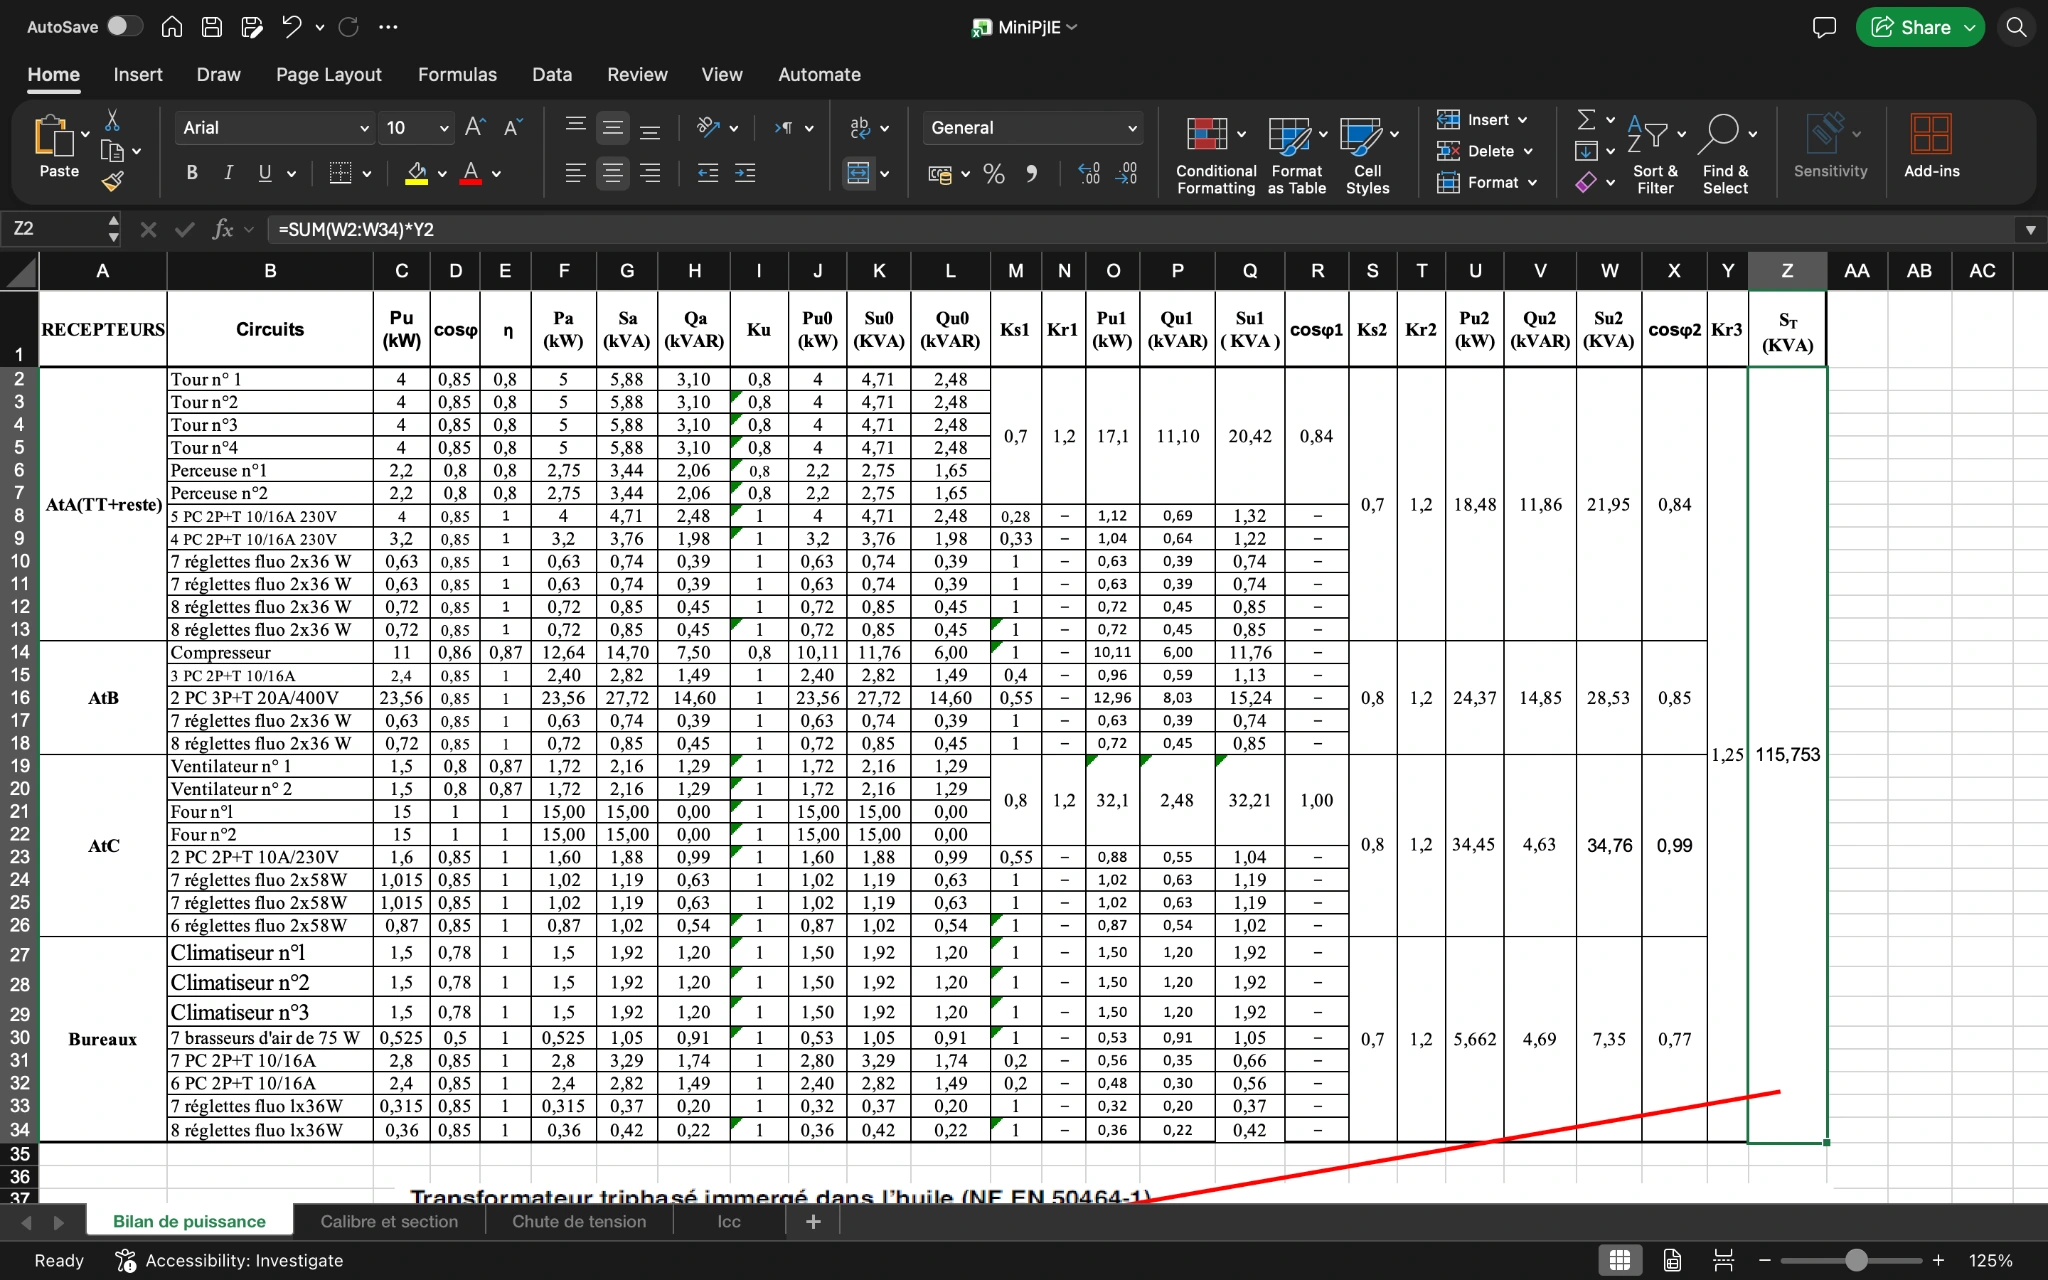 AutoSave MiniPjIE Share
Home Insert Draw Page Layout Formulas Data Review View Automate
Paste Arial 10 General Conditional Formatting Format as Table Cell Styles Insert Delete Format Sort & Filter Find & Select Sensitivity Add-ins
Z2 fx =SUM(W2:W34)*Y2
A B C D E F G H I J K L M N O P Q R S T U V W X Y Z AA AB AC
1 RECEPTEURS Circuits Pu (kW) cosφ η Pa (kW) Sa (kVA) Qa (kVAR) Ku Pu0 (kW) Su0 (KVA) Qu0 (kVAR) Ks1 Kr1 Pu1 (kW) Qu1 (kVAR) Su1 ( KVA ) cosφ1 Ks2 Kr2 Pu2 (kW) Qu2 (kVAR) Su2 (KVA) cosφ2 Kr3 ST (KVA)
2 Tour n° 1 4 0,85 0,8 5 5,88 3,10 0,8 4 4,71 2,48
3 Tour n°2 4 0,85 0,8 5 5,88 3,10 0,8 4 4,71 2,48
4 Tour n°3 4 0,85 0,8 5 5,88 3,10 0,8 4 4,71 2,48
0,7 1,2 17,1 11,10 20,42 0,84
5 Tour n°4 4 0,85 0,8 5 5,88 3,10 0,8 4 4,71 2,48
6 Perceuse n°1 2,2 0,8 0,8 2,75 3,44 2,06 0,8 2,2 2,75 1,65
7 Perceuse n°2 2,2 0,8 0,8 2,75 3,44 2,06 0,8 2,2 2,75 1,65
AtA(TT+reste) 0,7 1,2 18,48 11,86 21,95 0,84
8 5 PC 2P+T 10/16A 230V 4 0,85 1 4 4,71 2,48 1 4 4,71 2,48 0,28 – 1,12 0,69 1,32 –
9 4 PC 2P+T 10/16A 230V 3,2 0,85 1 3,2 3,76 1,98 1 3,2 3,76 1,98 0,33 – 1,04 0,64 1,22 –
10 7 réglettes fluo 2x36 W 0,63 0,85 1 0,63 0,74 0,39 1 0,63 0,74 0,39 1 – 0,63 0,39 0,74 –
11 7 réglettes fluo 2x36 W 0,63 0,85 1 0,63 0,74 0,39 1 0,63 0,74 0,39 1 – 0,63 0,39 0,74 –
12 8 réglettes fluo 2x36 W 0,72 0,85 1 0,72 0,85 0,45 1 0,72 0,85 0,45 1 – 0,72 0,45 0,85 –
13 8 réglettes fluo 2x36 W 0,72 0,85 1 0,72 0,85 0,45 1 0,72 0,85 0,45 1 – 0,72 0,45 0,85 –
14 Compresseur 11 0,86 0,87 12,64 14,70 7,50 0,8 10,11 11,76 6,00 1 – 10,11 6,00 11,76 –
15 3 PC 2P+T 10/16A 2,4 0,85 1 2,40 2,82 1,49 1 2,40 2,82 1,49 0,4 – 0,96 0,59 1,13 –
16 AtB 2 PC 3P+T 20A/400V 23,56 0,85 1 23,56 27,72 14,60 1 23,56 27,72 14,60 0,55 – 12,96 8,03 15,24 – 0,8 1,2 24,37 14,85 28,53 0,85
17 7 réglettes fluo 2x36 W 0,63 0,85 1 0,63 0,74 0,39 1 0,63 0,74 0,39 1 – 0,63 0,39 0,74 –
18 8 réglettes fluo 2x36 W 0,72 0,85 1 0,72 0,85 0,45 1 0,72 0,85 0,45 1 – 0,72 0,45 0,85 –
1,25 115,753
19 Ventilateur n° 1 1,5 0,8 0,87 1,72 2,16 1,29 1 1,72 2,16 1,29
20 Ventilateur n° 2 1,5 0,8 0,87 1,72 2,16 1,29 1 1,72 2,16 1,29
0,8 1,2 32,1 2,48 32,21 1,00
21 Four n°1 15 1 1 15,00 15,00 0,00 1 15,00 15,00 0,00
22 Four n°2 15 1 1 15,00 15,00 0,00 1 15,00 15,00 0,00
AtC 0,8 1,2 34,45 4,63 34,76 0,99
23 2 PC 2P+T 10A/230V 1,6 0,85 1 1,60 1,88 0,99 1 1,60 1,88 0,99 0,55 – 0,88 0,55 1,04 –
24 7 réglettes fluo 2x58W 1,015 0,85 1 1,02 1,19 0,63 1 1,02 1,19 0,63 1 – 1,02 0,63 1,19 –
25 7 réglettes fluo 2x58W 1,015 0,85 1 1,02 1,19 0,63 1 1,02 1,19 0,63 1 – 1,02 0,63 1,19 –
26 6 réglettes fluo 2x58W 0,87 0,85 1 0,87 1,02 0,54 1 0,87 1,02 0,54 1 – 0,87 0,54 1,02 –
27 Climatiseur n°1 1,5 0,78 1 1,5 1,92 1,20 1 1,50 1,92 1,20 1 – 1,50 1,20 1,92 –
28 Climatiseur n°2 1,5 0,78 1 1,5 1,92 1,20 1 1,50 1,92 1,20 1 – 1,50 1,20 1,92 –
29 Climatiseur n°3 1,5 0,78 1 1,5 1,92 1,20 1 1,50 1,92 1,20 1 – 1,50 1,20 1,92 –
30 Bureaux 7 brasseurs d'air de 75 W 0,525 0,5 1 0,525 1,05 0,91 1 0,53 1,05 0,91 1 – 0,53 0,91 1,05 – 0,7 1,2 5,662 4,69 7,35 0,77
31 7 PC 2P+T 10/16A 2,8 0,85 1 2,8 3,29 1,74 1 2,80 3,29 1,74 0,2 – 0,56 0,35 0,66 –
32 6 PC 2P+T 10/16A 2,4 0,85 1 2,4 2,82 1,49 1 2,40 2,82 1,49 0,2 – 0,48 0,30 0,56 –
33 7 réglettes fluo 1x36W 0,315 0,85 1 0,315 0,37 0,20 1 0,32 0,37 0,20 1 – 0,32 0,20 0,37 –
34 8 réglettes fluo 1x36W 0,36 0,85 1 0,36 0,42 0,22 1 0,36 0,42 0,22 1 – 0,36 0,22 0,42 –
35
36
37 Transformateur triphasé immergé dans l'huile (NF EN 50464-1)
Bilan de puissance Calibre et section Chute de tension Icc +
Ready Accessibility: Investigate 125%